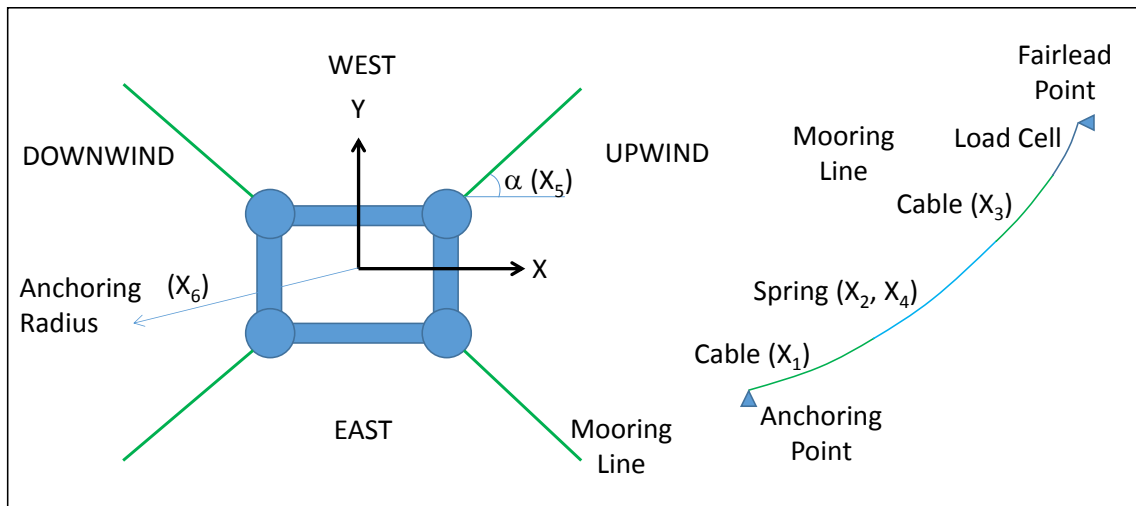 WEST
Y
DOWNWIND
UPWIND
α (X₅)
X
(X₆)
Anchoring
Radius
EAST
Mooring
Line
Fairlead
Point
Mooring
Line
Load Cell
Cable (X₃)
Spring (X₂, X₄)
Cable (X₁)
Anchoring
Point